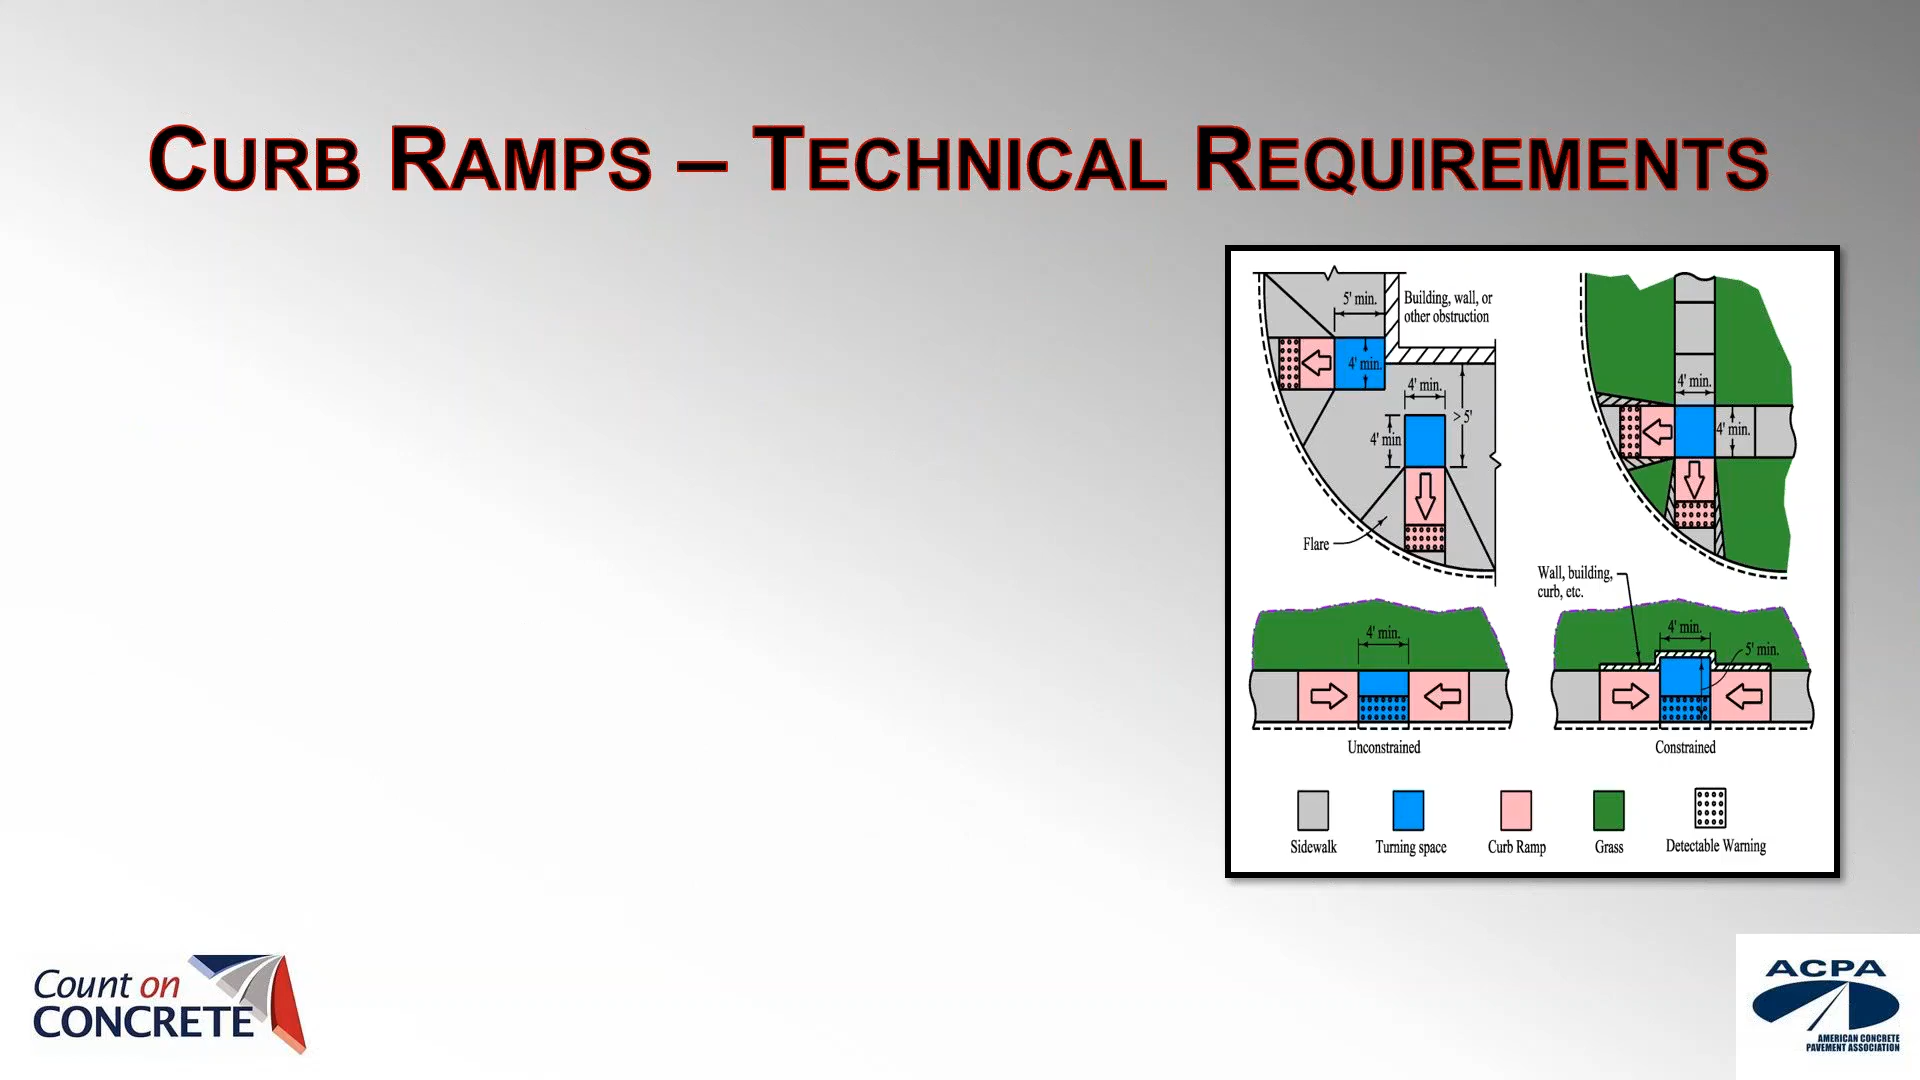 CURB RAMPS – TECHNICAL REQUIREMENTS
5' min.
Building, wall, or
other obstruction
4' min.
4' min.
> 5'
4' min
Flare
4' min.
4' min.
Wall, building,
curb, etc.
4' min.
4' min.
5' min.
Unconstrained
Constrained
Sidewalk
Turning space
Curb Ramp
Grass
Detectable Warning
Count on
CONCRETE
ACPA
AMERICAN CONCRETE
PAVEMENT ASSOCIATION